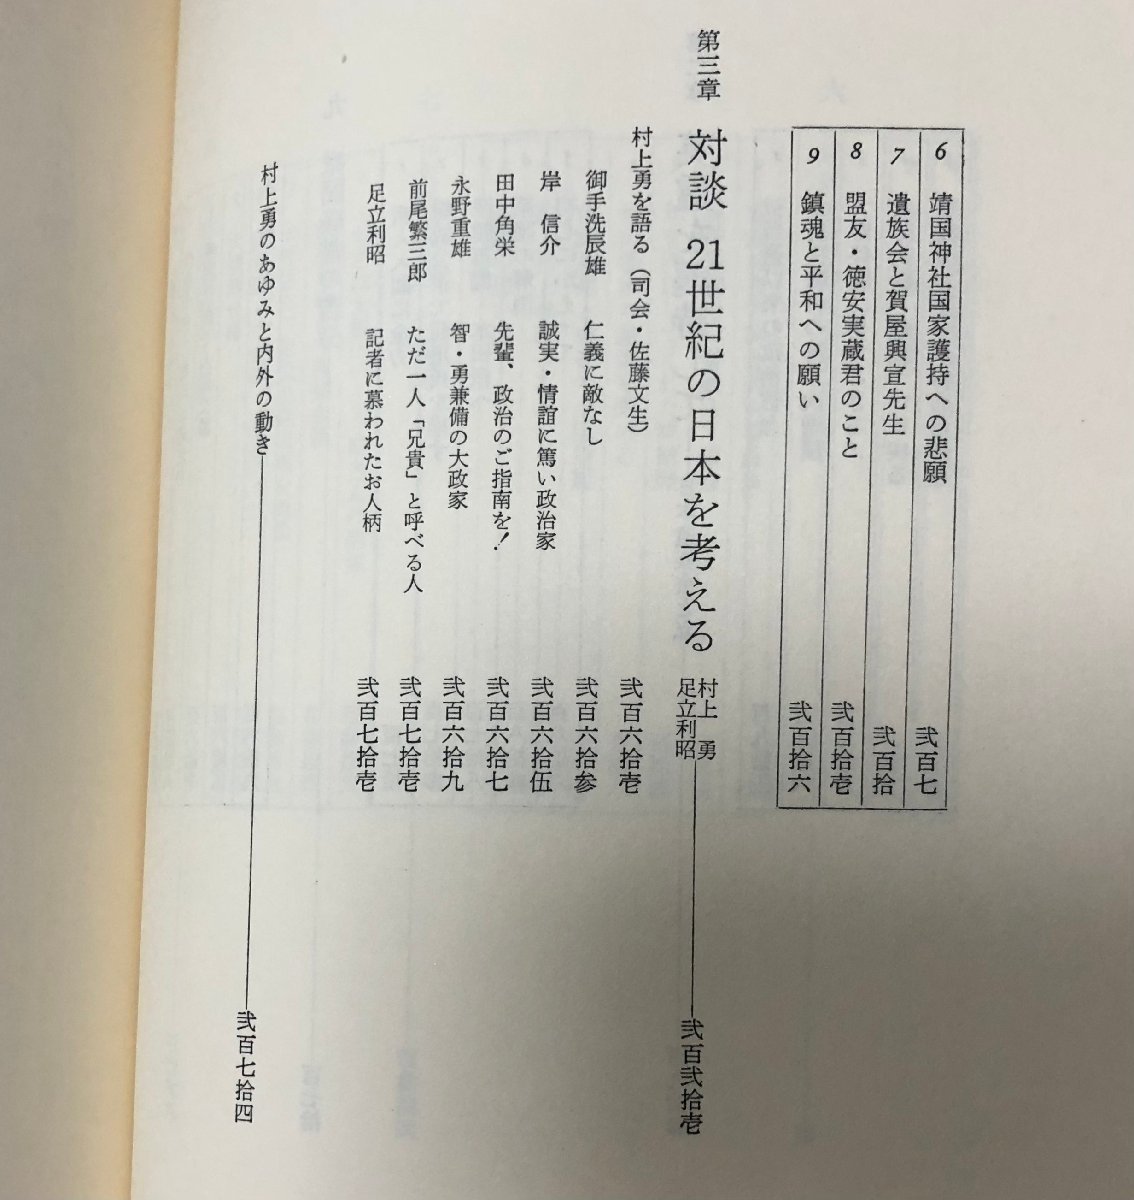 6 靖国神社国家護持への悲願 弐百七
7 遺族会と賀屋興宣先生 弐百拾
8 盟友・徳安実蔵君のこと 弐百拾壱
9 鎮魂と平和への願い 弐百拾六
第三章 対談 21世紀の日本を考える 村上 勇 足立利昭 弐百弐拾壱
村上勇を語る(司会・佐藤文生) 弐百六拾壱
御手洗辰雄 仁義に敵なし 弐百六拾参
岸 信介 誠実・情誼に篤い政治家 弐百六拾伍
田中角栄 先輩、政治のご指南を! 弐百六拾七
永野重雄 智・勇兼備の大政家 弐百六拾九
前尾繁三郎 ただ一人「兄貴」と呼べる人 弐百七拾壱
足立利昭 記者に慕われたお人柄 弐百七拾壱
村上勇のあゆみと内外の動き 弐百七拾四